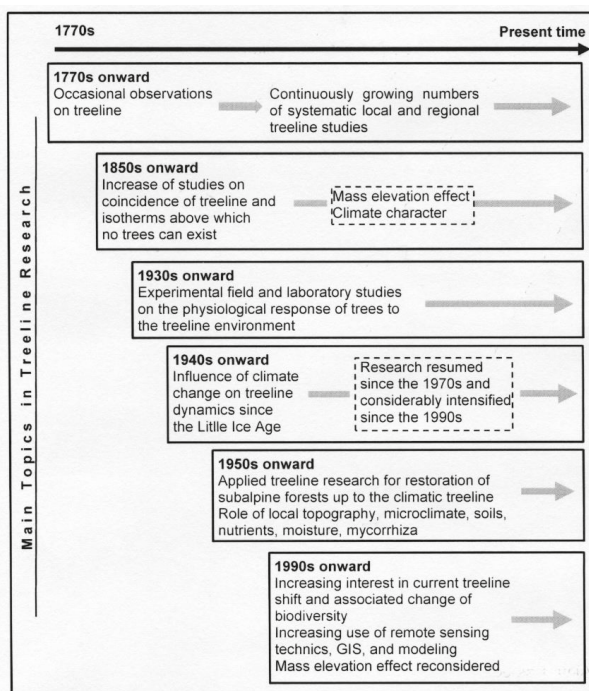 1770s
Present time
Main Topics in Treeline Research
1770s onward
Occasional observations
on treeline
Continuously growing numbers
of systematic local and regional
treeline studies
1850s onward
Increase of studies on
coincidence of treeline and
isotherms above which
no trees can exist
Mass elevation effect
Climate character
1930s onward
Experimental field and laboratory studies
on the physiological response of trees to
the treeline environment
1940s onward
Influence of climate
change on treeline
dynamics since
the Litlle Ice Age
Research resumed
since the 1970s and
considerably intensified
since the 1990s
1950s onward
Applied treeline research for restoration of
subalpine forests up to the climatic treeline
Role of local topography, microclimate, soils,
nutrients, moisture, mycorrhiza
1990s onward
Increasing interest in current treeline
shift and associated change of
biodiversity
Increasing use of remote sensing
technics, GIS, and modeling
Mass elevation effect reconsidered